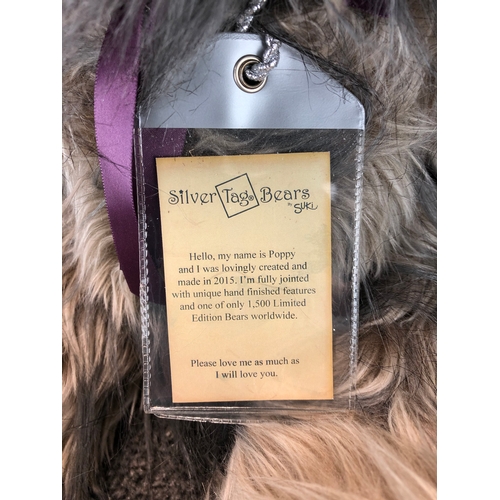 Silver Tag® Bears
by SUKI
Hello, my name is Poppy
and I was lovingly created and
made in 2015. I'm fully jointed
with unique hand finished features
and one of only 1,500 Limited
Edition Bears worldwide.
Please love me as much as
I will love you.